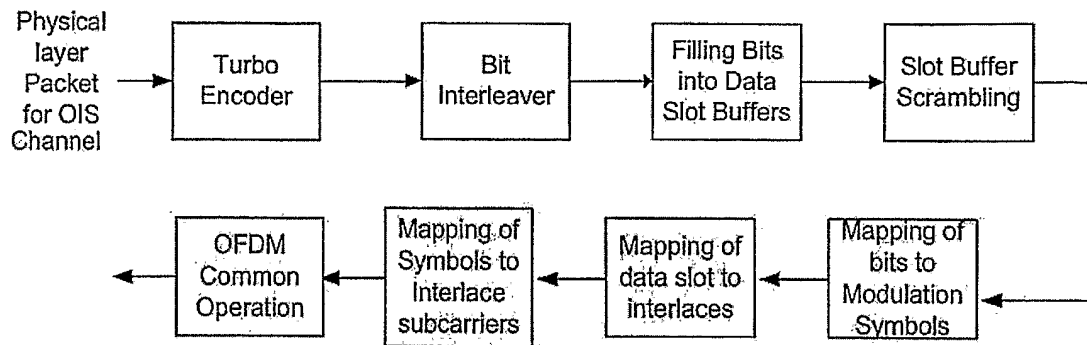 Physical
layer
Packet
for OIS
Channel
Turbo
Encoder
Bit
Interleaver
Filling Bits
into Data
Slot Buffers
Slot Buffer
Scrambling
Mapping of
bits to
Modulation
Symbols
Mapping of
data slot to
interlaces
Mapping of
Symbols to
Interlace
subcarriers
OFDM
Common
Operation